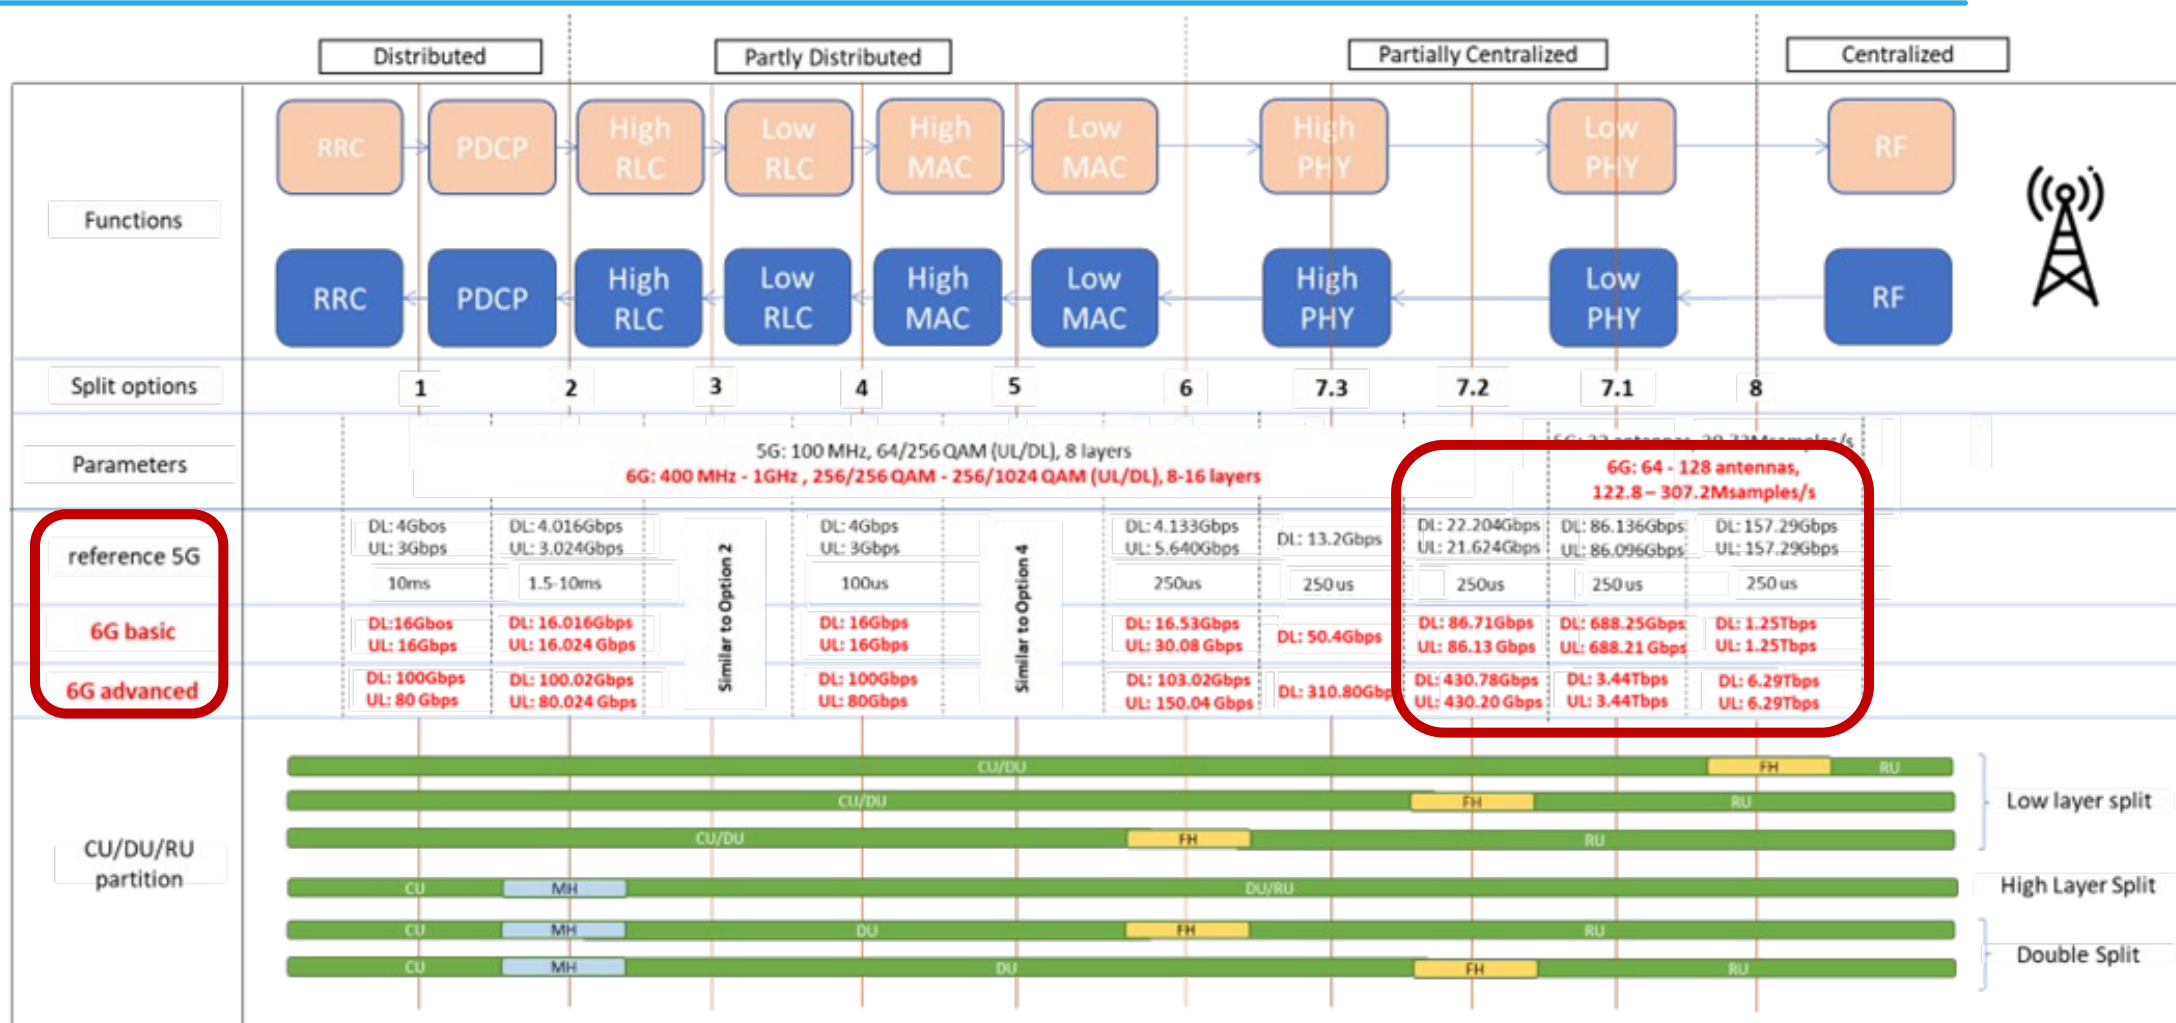 Distributed
Partly Distributed
Partially Centralized
Centralized
Functions
RRC
PDCP
High RLC
Low RLC
High MAC
Low MAC
High PHY
Low PHY
RF
RRC
PDCP
High RLC
Low RLC
High MAC
Low MAC
High PHY
Low PHY
RF
Split options
1
2
3
4
5
6
7.3
7.2
7.1
8
Parameters
5G: 100 MHz, 64/256 QAM (UL/DL), 8 layers
6G: 400 MHz - 1GHz , 256/256 QAM - 256/1024 QAM (UL/DL), 8-16 layers
6G: 64 - 128 antennas,
122.8 – 307.2Msamples/s
reference 5G
DL: 4Gbos
UL: 3Gbps
10ms
DL: 4.016Gbps
UL: 3.024Gbps
1.5-10ms
Similar to Option 2
DL: 4Gbps
UL: 3Gbps
100us
Similar to Option 4
DL: 4.133Gbps
UL: 5.640Gbps
250us
DL: 13.2Gbps
250 us
DL: 22.204Gbps
UL: 21.624Gbps
250us
DL: 86.136Gbps
UL: 86.096Gbps
250 us
DL: 157.29Gbps
UL: 157.29Gbps
250 us
6G basic
DL:16Gbos
UL: 16Gbps
DL: 16.016Gbps
UL: 16.024 Gbps
DL: 16Gbps
UL: 16Gbps
DL: 16.53Gbps
UL: 30.08 Gbps
DL: 50.4Gbps
DL: 86.71Gbps
UL: 86.13 Gbps
DL: 688.25Gbps
UL: 688.21 Gbps
DL: 1.25Tbps
UL: 1.25Tbps
6G advanced
DL: 100Gbps
UL: 80 Gbps
DL: 100.02Gbps
UL: 80.024 Gbps
DL: 100Gbps
UL: 80Gbps
DL: 103.02Gbps
UL: 150.04 Gbps
DL: 310.80Gbp
DL: 430.78Gbps
UL: 430.20 Gbps
DL: 3.44Tbps
UL: 3.44Tbps
DL: 6.29Tbps
UL: 6.29Tbps
CU/DU/RU
partition
CU/DU
FH
RU
CU/DU
FH
RU
CU/DU
FH
RU
Low layer split
CU
MH
DU/RU
High Layer Split
CU
MH
DU
FH
RU
CU
MH
DU
FH
RU
Double Split